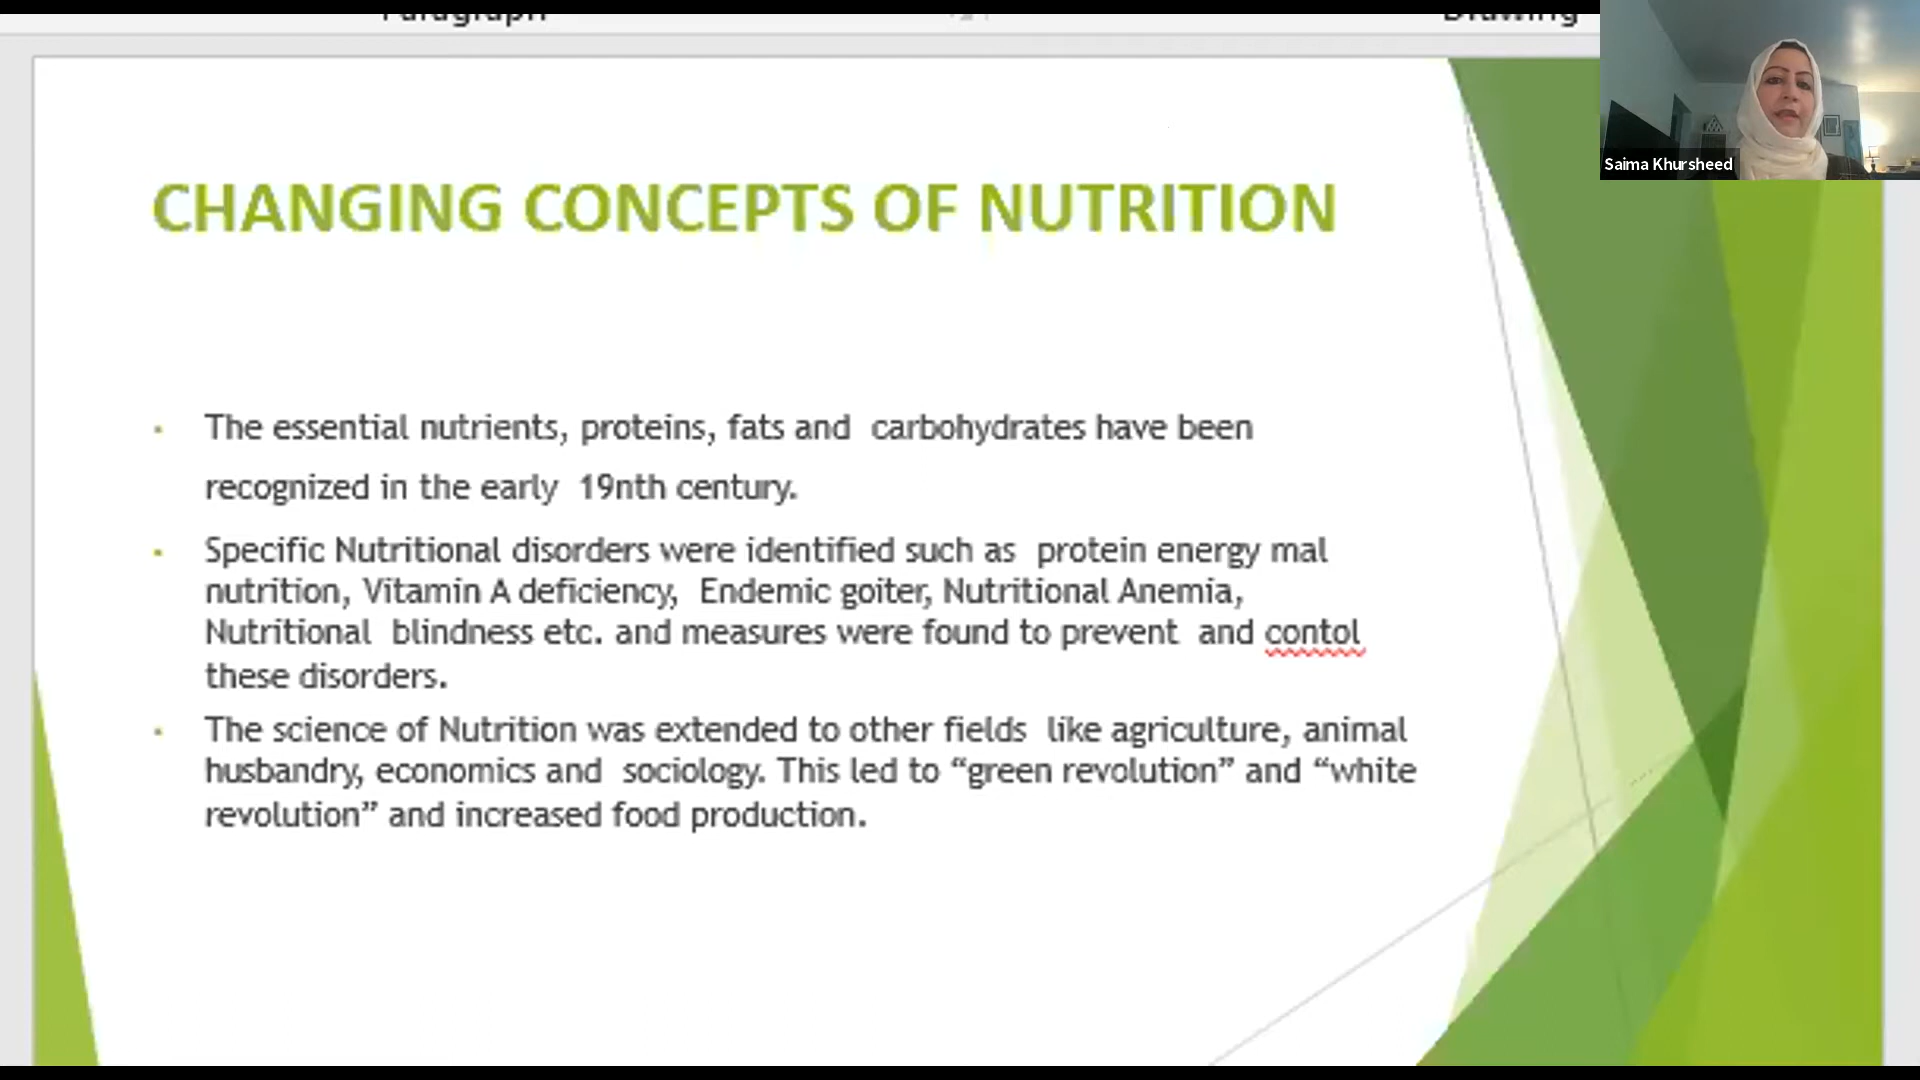 Paragraph
Drawing
Saima Khursheed
CHANGING CONCEPTS OF NUTRITION
The essential nutrients, proteins, fats and carbohydrates have been
recognized in the early 19nth century.
Specific Nutritional disorders were identified such as protein energy mal
nutrition, Vitamin A deficiency, Endemic goiter, Nutritional Anemia,
Nutritional blindness etc. and measures were found to prevent and contol
these disorders.
The science of Nutrition was extended to other fields like agriculture, animal
husbandry, economics and sociology. This led to “green revolution” and “white
revolution” and increased food production.